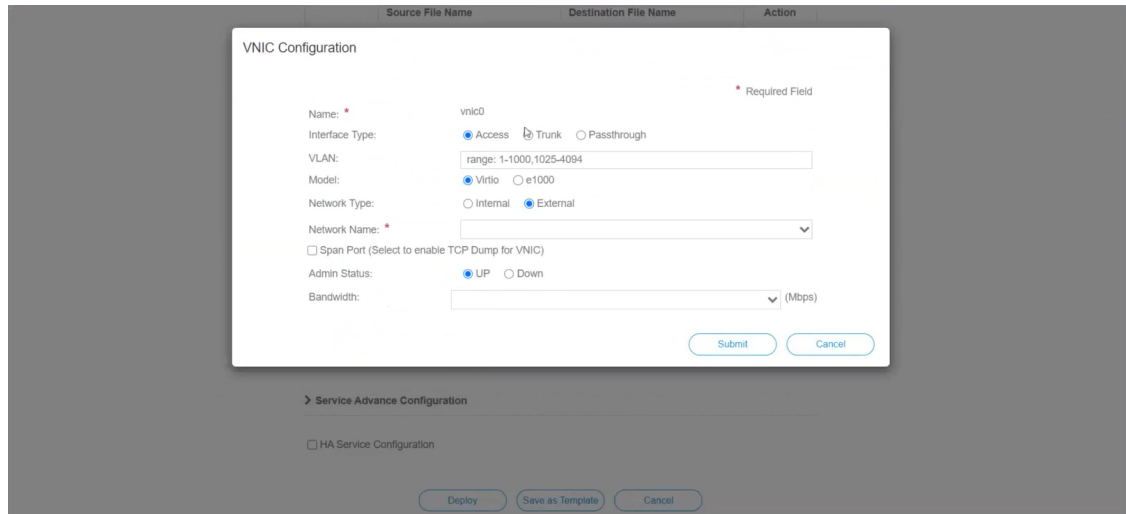 Source File Name Destination File Name Action
VNIC Configuration
* Required Field
Name: * vnic0
Interface Type: Access Trunk Passthrough
VLAN: range: 1-1000,1025-4094
Model: Virtio e1000
Network Type: Internal External
Network Name: *
Span Port (Select to enable TCP Dump for VNIC)
Admin Status: UP Down
Bandwidth: (Mbps)
Submit Cancel
Service Advance Configuration
HA Service Configuration
Deploy Save as Template Cancel